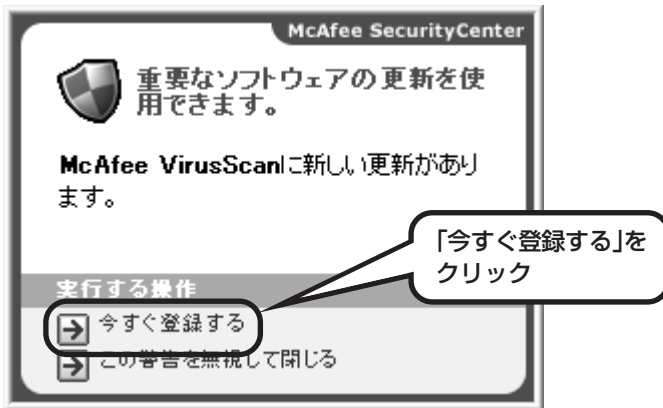 McAfee SecurityCenter
重要なソフトウェアの更新を使
用できます。
McAfee VirusScanに新しい更新があり
ます。
「今すぐ登録する」を
クリック
実行する操作
今すぐ登録する
この警告を無視して閉じる